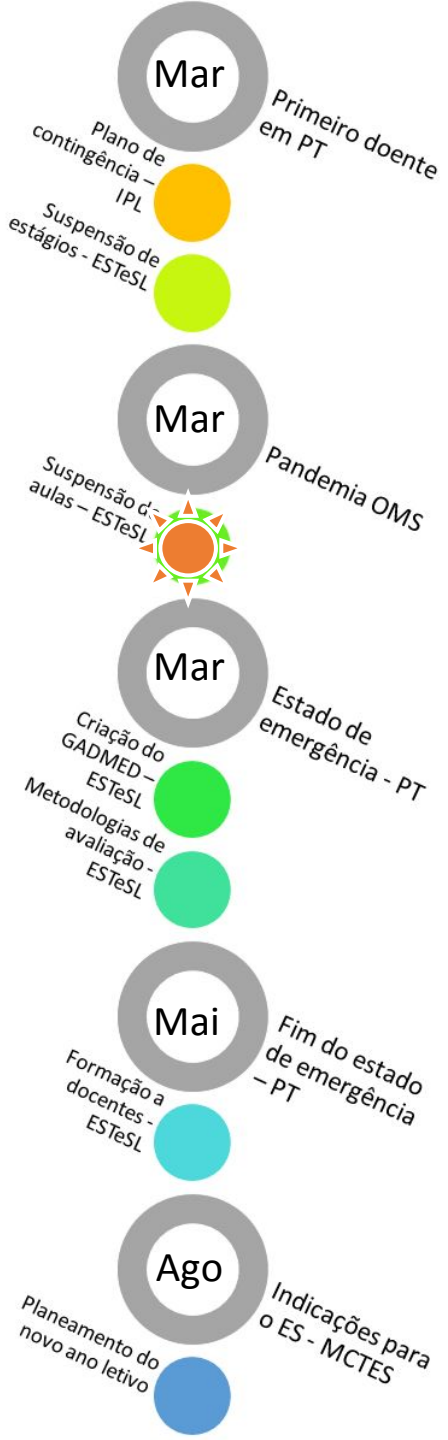 Mar
Primeiro doente
em PT
Plano de
contingência –
IPL
Suspensão de
estágios - ESTeSL
Mar
Pandemia OMS
Suspensão de
aulas – ESTeSL
Mar
Estado de
emergência - PT
Criação do
GADMED –
ESTeSL
Metodologias de
avaliação -
ESTeSL
Mai
Fim do estado
de emergência
– PT
Formação a
docentes -
ESTeSL
Ago
Indicações para
o ES - MCTES
Planeamento do
novo ano letivo